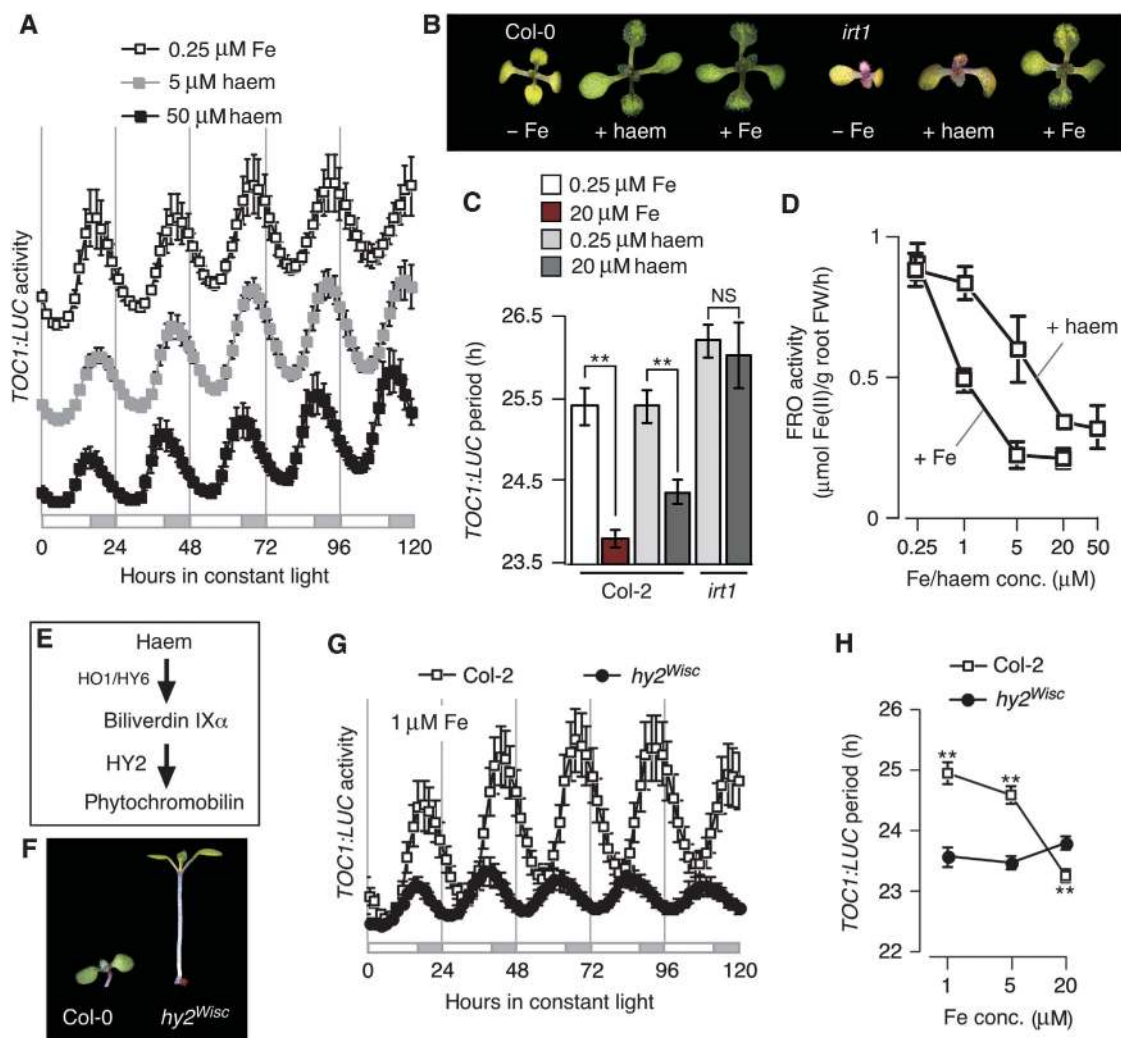 A
0.25 μM Fe
5 μM haem
50 μM haem
TOC1:LUC activity
0 24 48 72 96 120
Hours in constant light
B
Col-0 irt1
– Fe + haem + Fe – Fe + haem + Fe
C
0.25 μM Fe
20 μM Fe
0.25 μM haem
20 μM haem
TOC1:LUC period (h)
26.5
25.5
24.5
23.5
** ** NS
Col-2 irt1
D
FRO activity
(μmol Fe(II)/g root FW/h)
1
0.5
0
+ haem
+ Fe
0.25 1 5 20 50
Fe/haem conc. (μM)
E
Haem
HO1/HY6
Biliverdin IXα
HY2
Phytochromobilin
F
Col-0 hy2Wisc
G
Col-2 hy2Wisc
1 μM Fe
TOC1:LUC activity
0 24 48 72 96 120
Hours in constant light
H
Col-2
hy2Wisc
TOC1:LUC period (h)
26
25
24
23
22
** ** **
1 5 20
Fe conc. (μM)